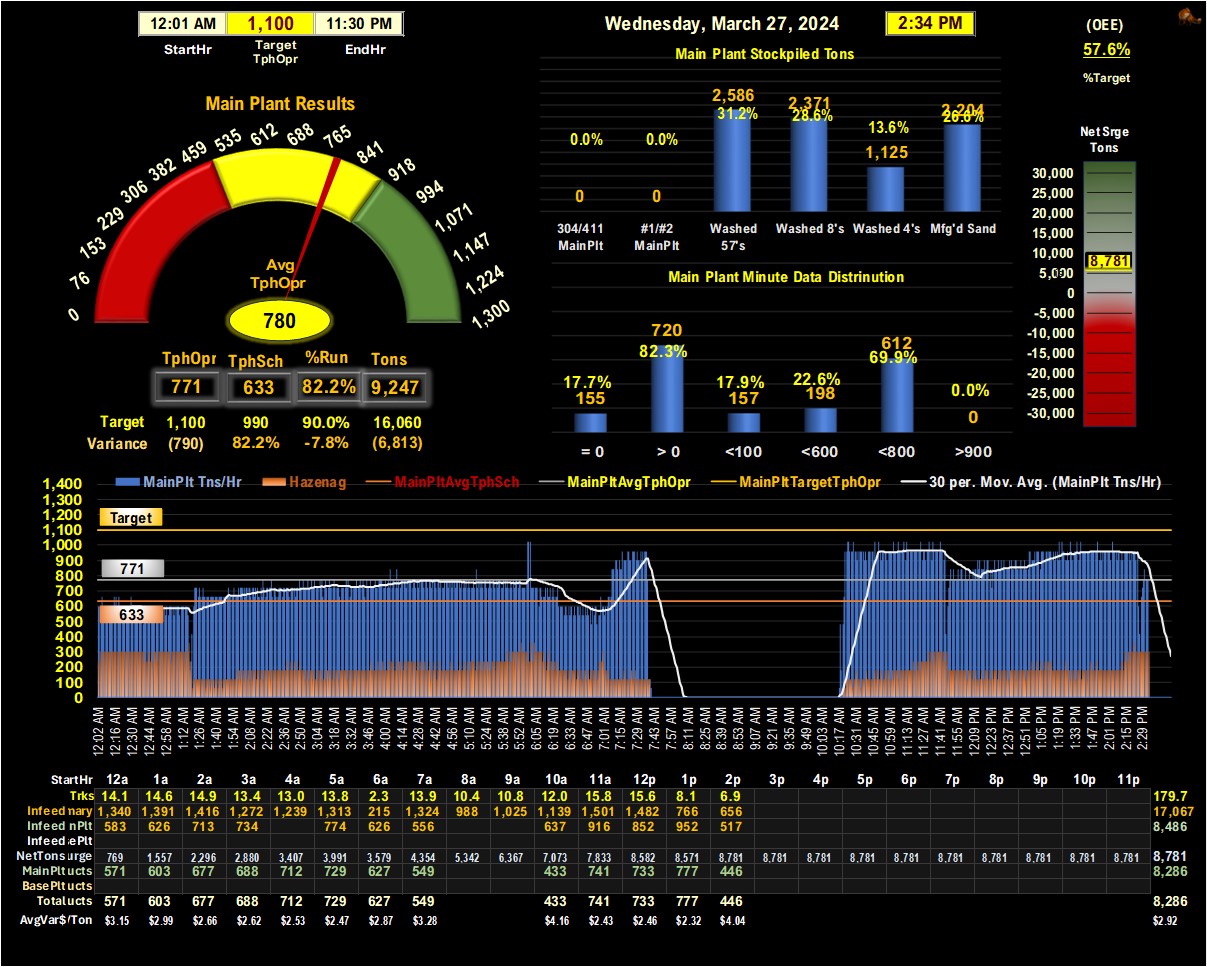 12:01 AM 1,100 11:30 PM
StartHr Target TphOpr EndHr
Wednesday, March 27, 2024 2:34 PM
(OEE)
57.6%
%Target
Main Plant Results
0 76 153 229 306 382 459 535 612 688 765 841 918 994 1,071 1,147 1,224 1,300
Avg
TphOpr
780
TphOpr TphSch %Run Tons
771 633 82.2% 9,247
Target 1,100 990 90.0% 16,060
Variance (790) 82.2% -7.8% (6,813)
Main Plant Stockpiled Tons
2,586 2,371 2,204
31.2% 28.6% 26.6%
0.0% 0.0% 13.6%
1,125
0 0
304/411 MainPlt #1/#2 MainPlt Washed 57's Washed 8's Washed 4's Mfg'd Sand
Main Plant Minute Data Distrinution
720 612
82.3% 69.9%
17.7% 17.9% 22.6% 0.0%
155 157 198 0
= 0 > 0 <100 <600 <800 >900
NetSrge
Tons
30,000
25,000
20,000
15,000
10,000
8,781
5,000
0
-5,000
-10,000
-15,000
-20,000
-25,000
-30,000
MainPlt Tns/Hr Hazenag MainPltAvgTphSch MainPltAvgTphOpr MainPltTargetTphOpr 30 per. Mov. Avg. (MainPlt Tns/Hr)
1,400
1,300
1,200
1,100
1,000
900
800
700
600
500
400
300
200
100
0
Target
771
633
12:02 AM 12:16 AM 12:30 AM 12:44 AM 12:58 AM 1:12 AM 1:26 AM 1:40 AM 1:54 AM 2:08 AM 2:22 AM 2:36 AM 2:50 AM 3:04 AM 3:18 AM 3:32 AM 3:46 AM 4:00 AM 4:14 AM 4:28 AM 4:42 AM 4:56 AM 5:10 AM 5:24 AM 5:38 AM 5:52 AM 6:05 AM 6:19 AM 6:33 AM 6:47 AM 7:01 AM 7:15 AM 7:29 AM 7:43 AM 7:57 AM 8:11 AM 8:25 AM 8:39 AM 8:53 AM 9:07 AM 9:21 AM 9:35 AM 9:49 AM 10:03 AM 10:17 AM 10:31 AM 10:45 AM 10:59 AM 11:13 AM 11:27 AM 11:41 AM 11:55 AM 12:09 PM 12:23 PM 12:37 PM 12:51 PM 1:05 PM 1:19 PM 1:33 PM 1:47 PM 2:01 PM 2:15 PM 2:29 PM
StartHr 12a 1a 2a 3a 4a 5a 6a 7a 8a 9a 10a 11a 12p 1p 2p 3p 4p 5p 6p 7p 8p 9p 10p 11p
Trks 14.1 14.6 14.9 13.4 13.0 13.8 2.3 13.9 10.4 10.8 12.0 15.8 15.6 8.1 6.9 179.7
Infeed nary 1,340 1,391 1,416 1,272 1,239 1,313 215 1,324 988 1,025 1,139 1,501 1,482 766 656 17,067
Infeed nPlt 583 626 713 734 774 626 556 637 916 852 952 517 8,486
Infeed ePlt
NetTons urge 769 1,557 2,296 2,880 3,407 3,991 3,579 4,354 5,342 6,367 7,073 7,833 8,582 8,571 8,781 8,781 8,781 8,781 8,781 8,781 8,781 8,781 8,781 8,781 8,781
MainPlt ucts 571 603 677 688 712 729 627 549 433 741 733 777 446 8,286
BasePlt ucts
Total ucts 571 603 677 688 712 729 627 549 433 741 733 777 446 8,286
AvgVar$/Ton $3.15 $2.99 $2.66 $2.62 $2.53 $2.47 $2.87 $3.28 $4.16 $2.43 $2.46 $2.32 $4.04 $2.92